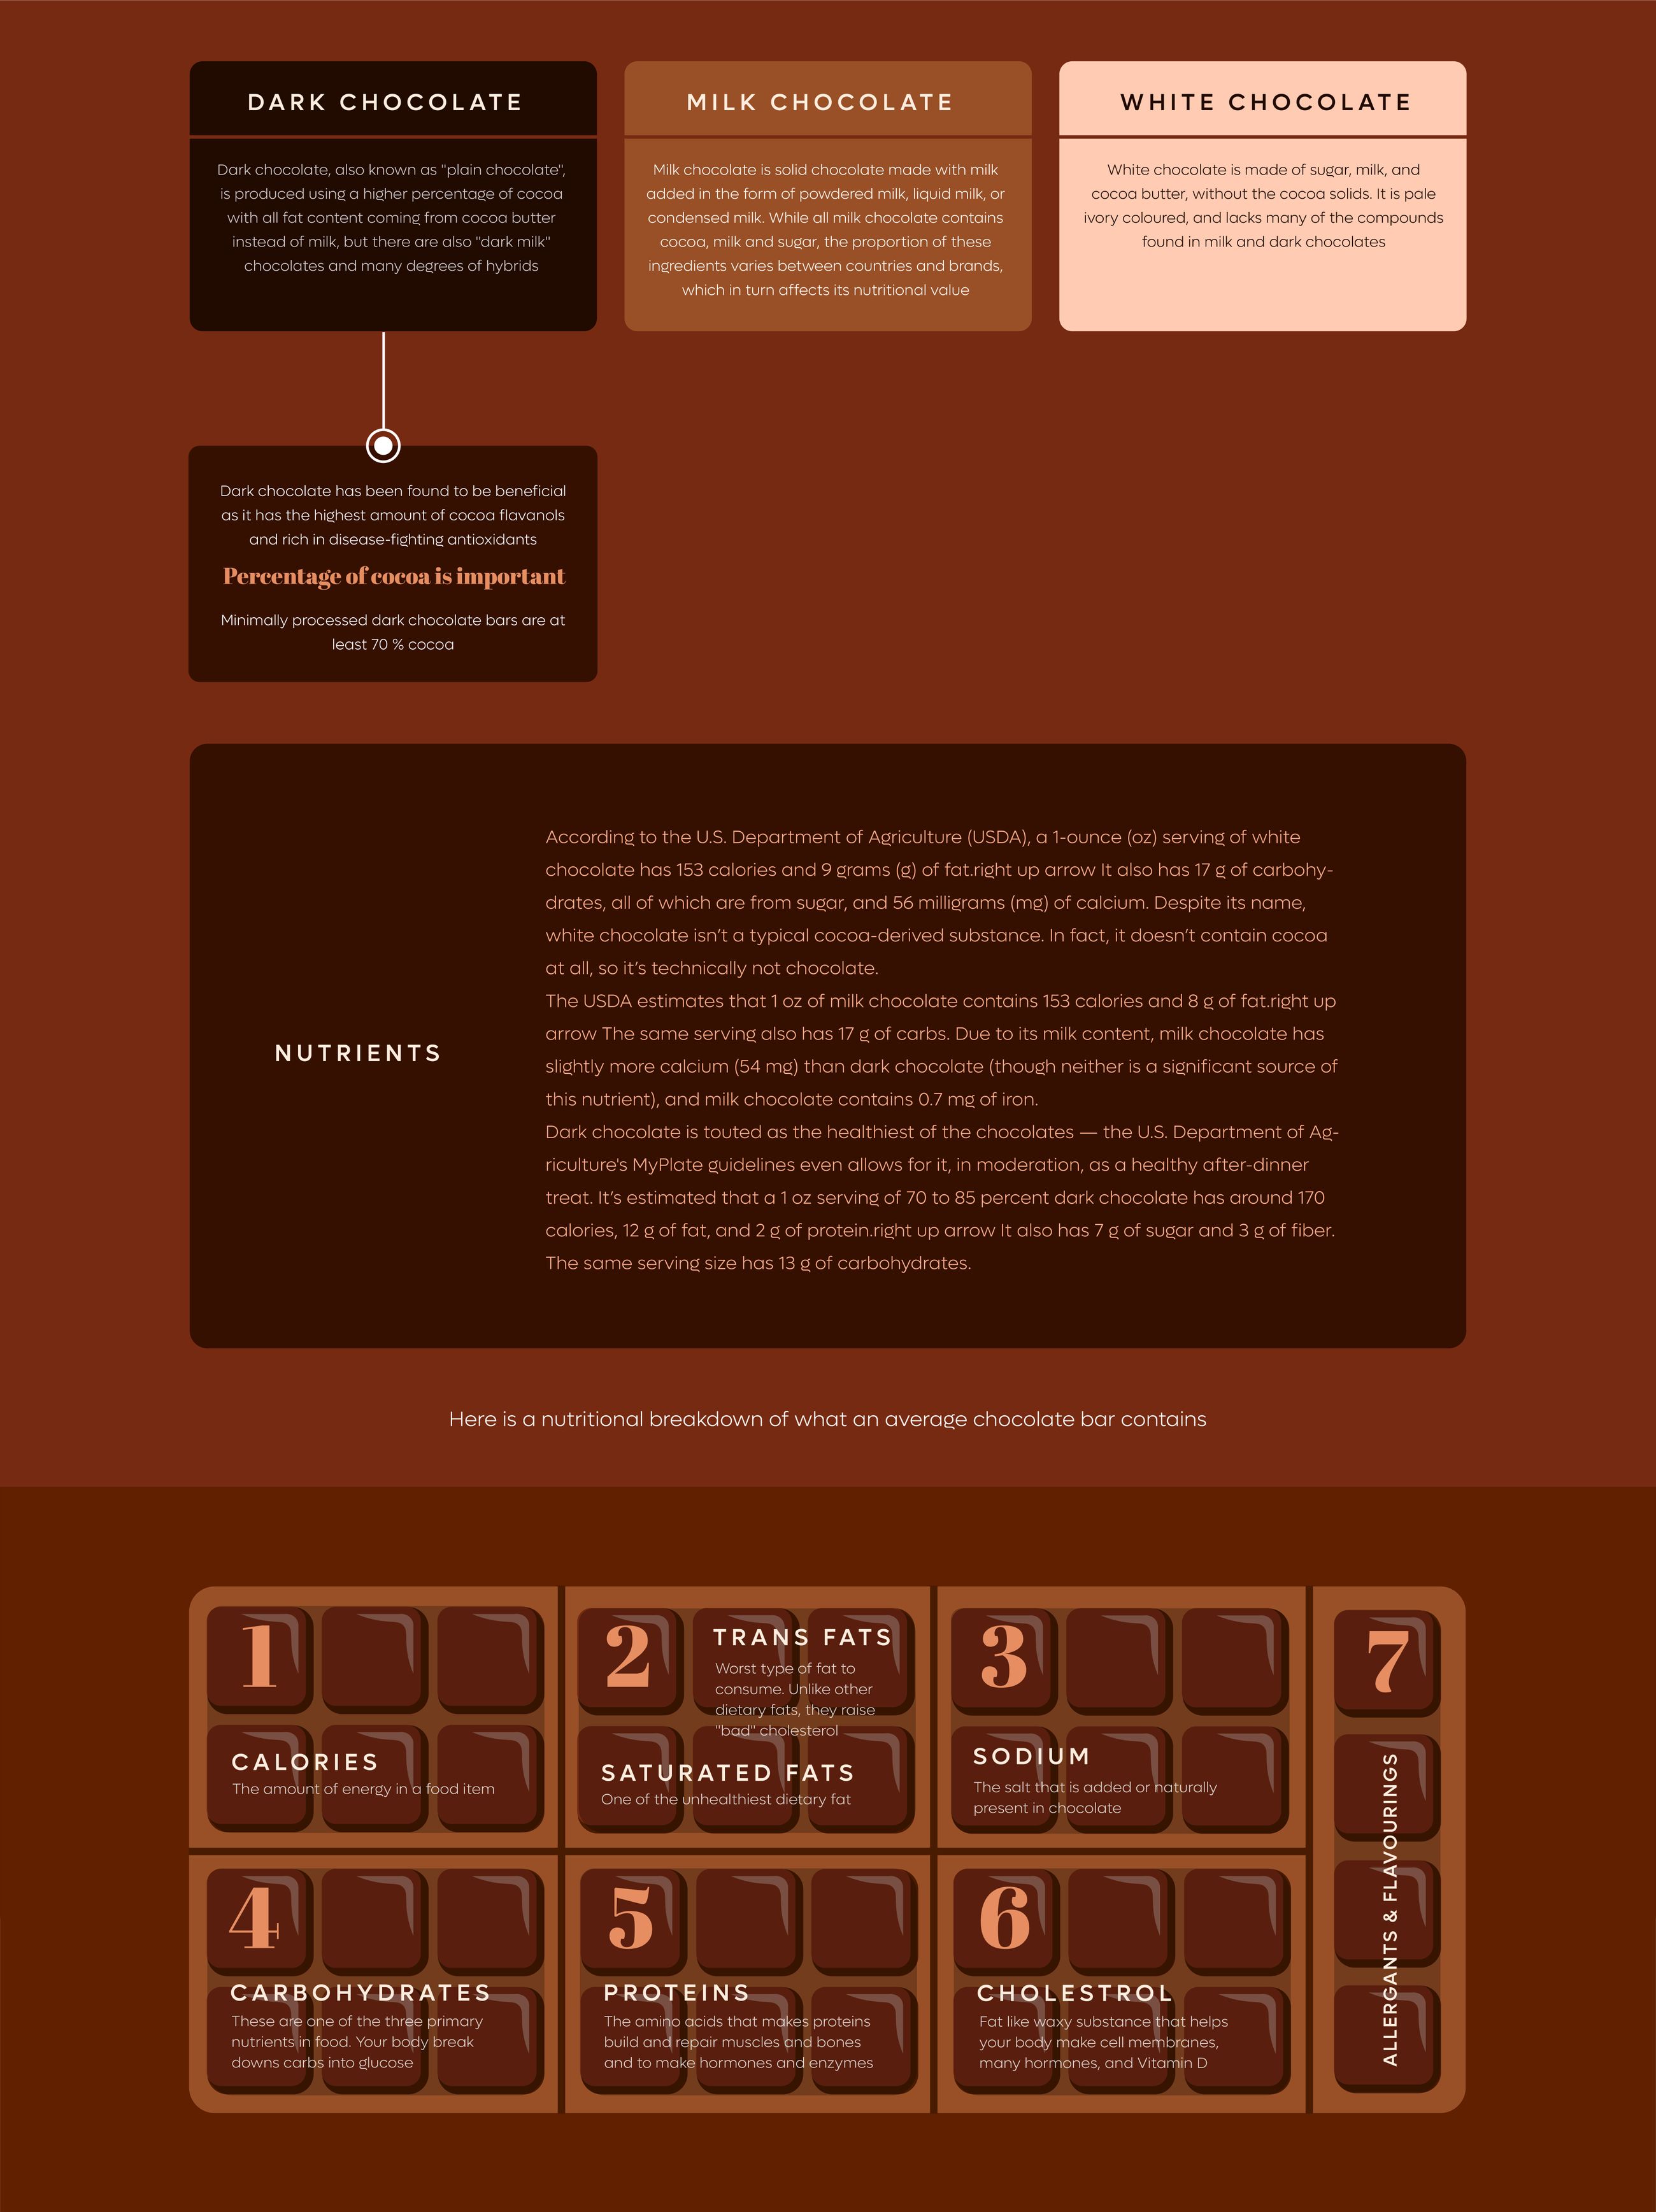 DARK CHOCOLATE
Dark chocolate, also known as "plain chocolate",
is produced using a higher percentage of cocoa
with all fat content coming from cocoa butter
instead of milk, but there are also "dark milk"
chocolates and many degrees of hybrids
MILK CHOCOLATE
Milk chocolate is solid chocolate made with milk
added in the form of powdered milk, liquid milk, or
condensed milk. While all milk chocolate contains
cocoa, milk and sugar, the proportion of these
ingredients varies between countries and brands,
which in turn affects its nutritional value
WHITE CHOCOLATE
White chocolate is made of sugar, milk, and
cocoa butter, without the cocoa solids. It is pale
ivory coloured, and lacks many of the compounds
found in milk and dark chocolates
Dark chocolate has been found to be beneficial
as it has the highest amount of cocoa flavanols
and rich in disease-fighting antioxidants
Percentage of cocoa is important
Minimally processed dark chocolate bars are at
least 70 % cocoa
NUTRIENTS
According to the U.S. Department of Agriculture (USDA), a 1-ounce (oz) serving of white
chocolate has 153 calories and 9 grams (g) of fat.right up arrow It also has 17 g of carbohy-
drates, all of which are from sugar, and 56 milligrams (mg) of calcium. Despite its name,
white chocolate isn’t a typical cocoa-derived substance. In fact, it doesn’t contain cocoa
at all, so it’s technically not chocolate.
The USDA estimates that 1 oz of milk chocolate contains 153 calories and 8 g of fat.right up
arrow The same serving also has 17 g of carbs. Due to its milk content, milk chocolate has
slightly more calcium (54 mg) than dark chocolate (though neither is a significant source of
this nutrient), and milk chocolate contains 0.7 mg of iron.
Dark chocolate is touted as the healthiest of the chocolates — the U.S. Department of Ag-
riculture's MyPlate guidelines even allows for it, in moderation, as a healthy after-dinner
treat. It’s estimated that a 1 oz serving of 70 to 85 percent dark chocolate has around 170
calories, 12 g of fat, and 2 g of protein.right up arrow It also has 7 g of sugar and 3 g of fiber.
The same serving size has 13 g of carbohydrates.
Here is a nutritional breakdown of what an average chocolate bar contains
1
CALORIES
The amount of energy in a food item
2
TRANS FATS
Worst type of fat to
consume. Unlike other
dietary fats, they raise
"bad" cholesterol
SATURATED FATS
One of the unhealthiest dietary fat
3
SODIUM
The salt that is added or naturally
present in chocolate
4
CARBOHYDRATES
These are one of the three primary
nutrients in food. Your body break
downs carbs into glucose
5
PROTEINS
The amino acids that makes proteins
build and repair muscles and bones
and to make hormones and enzymes
6
CHOLESTROL
Fat like waxy substance that helps
your body make cell membranes,
many hormones, and Vitamin D
7
ALLERGANTS & FLAVOURINGS